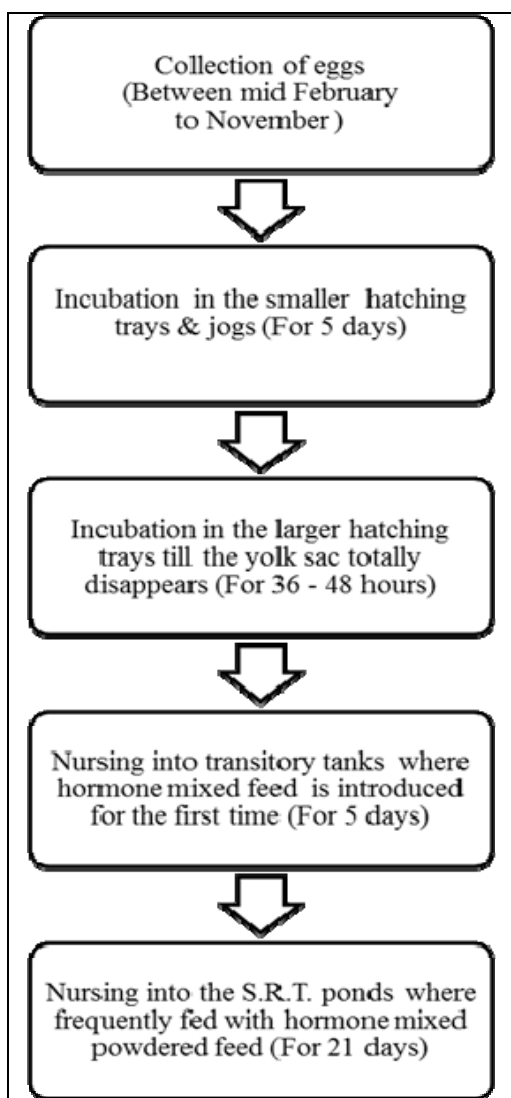 Collection of eggs
(Between mid February
to November )
Incubation in the smaller hatching
trays & jogs (For 5 days)
Incubation in the larger hatching
trays till the yolk sac totally
disappears (For 36 - 48 hours)
Nursing into transitory tanks where
hormone mixed feed is introduced
for the first time (For 5 days)
Nursing into the S.R.T. ponds where
frequently fed with hormone mixed
powdered feed (For 21 days)